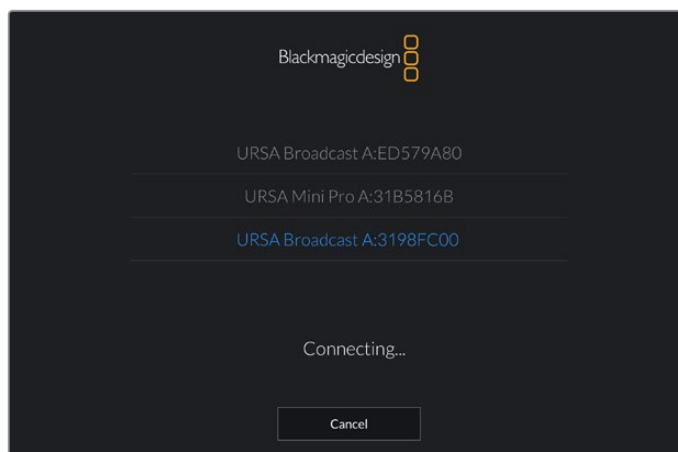 Blackmagicdesign
URSA Broadcast A:ED579A80
URSA Mini Pro A:31B5816B
URSA Broadcast A:3198FC00
Connecting...
Cancel